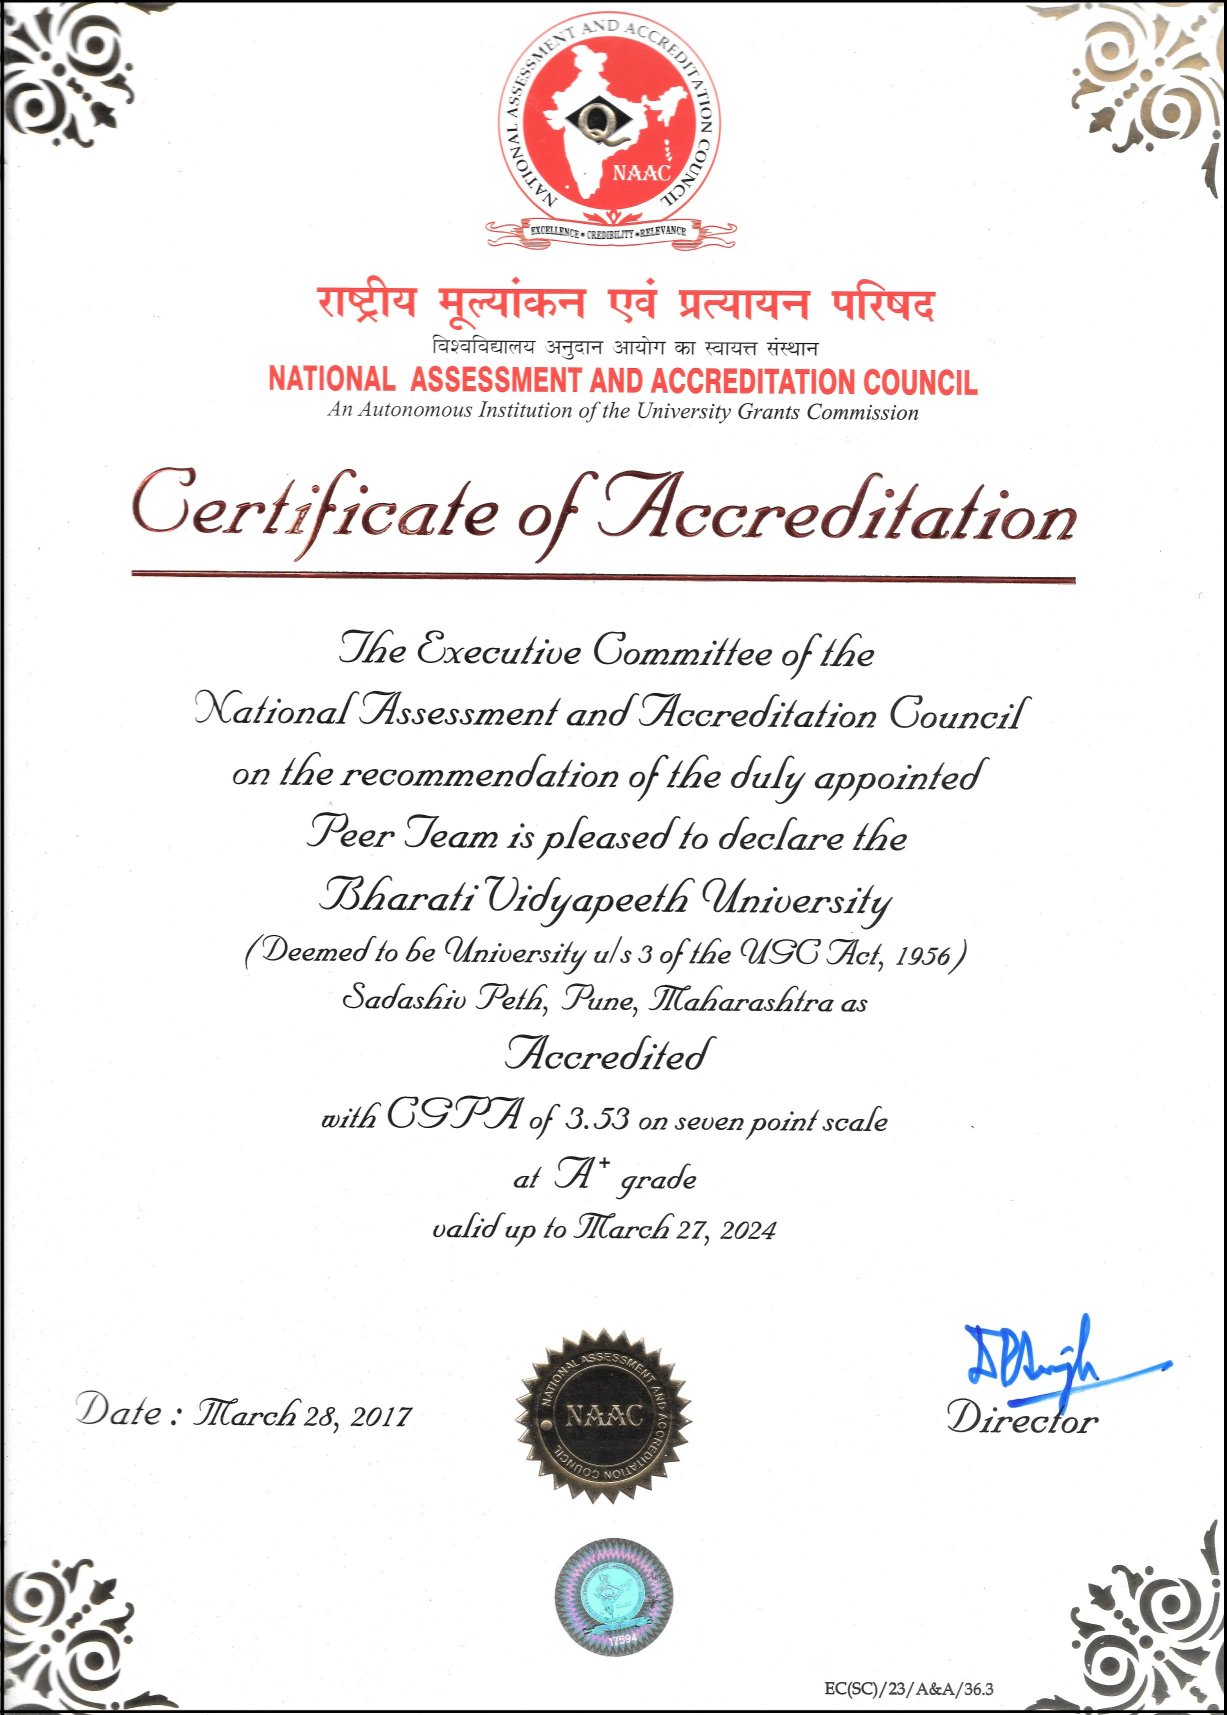 NATIONAL ASSESSMENT AND ACCREDITATION COUNCIL
Q
NAAC
EXCELLENCE • CREDIBILITY • RELEVANCE
राष्ट्रीय मूल्यांकन एवं प्रत्यायन परिषद
विश्वविद्यालय अनुदान आयोग का स्वायत्त संस्थान
NATIONAL ASSESSMENT AND ACCREDITATION COUNCIL
An Autonomous Institution of the University Grants Commission
Certificate of Accreditation
The Executive Committee of the
National Assessment and Accreditation Council
on the recommendation of the duly appointed
Peer Team is pleased to declare the
Bharati Vidyapeeth University
(Deemed to be University u/s 3 of the UGC Act, 1956)
Sadashiv Peth, Pune, Maharashtra as
Accredited
with CGPA of 3.53 on seven point scale
at A+ grade
valid up to March 27, 2024
Date : March 28, 2017
NATIONAL ASSESSMENT AND ACCREDITATION COUNCIL
NAAC
Director
17594
EC(SC)/23/A&A/36.3